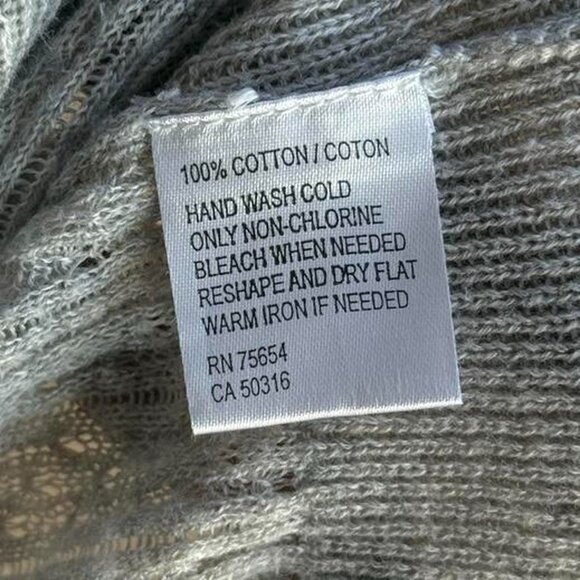 100% COTTON / COTON
HAND WASH COLD
ONLY NON-CHLORINE
BLEACH WHEN NEEDED
RESHAPE AND DRY FLAT
WARM IRON IF NEEDED
RN 75654
CA 50316